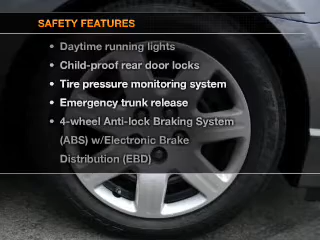 SAFETY FEATURES
• Daytime running lights
• Child-proof rear door locks
• Tire pressure monitoring system
• Emergency trunk release
• 4-wheel Anti-lock Braking System
(ABS) w/Electronic Brake
Distribution (EBD)